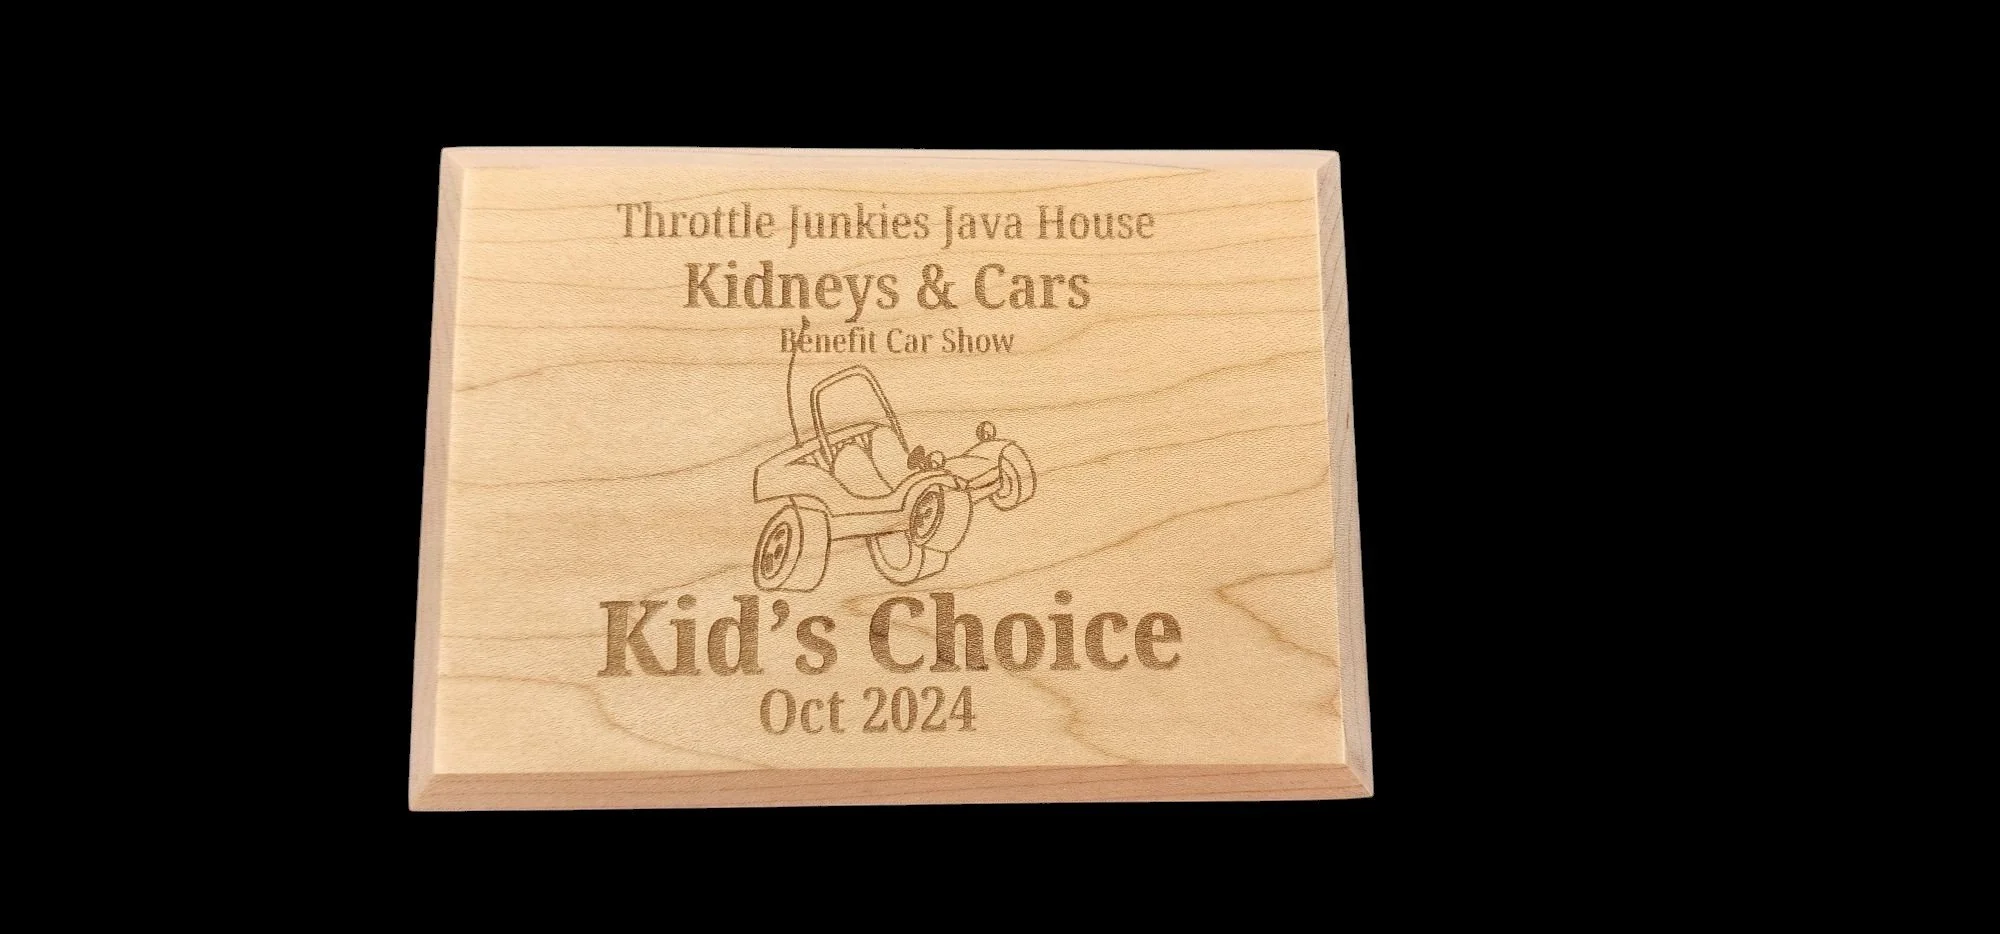 Throttle Junkies Java House
Kidneys & Cars
Benefit Car Show
Kid’s Choice
Oct 2024